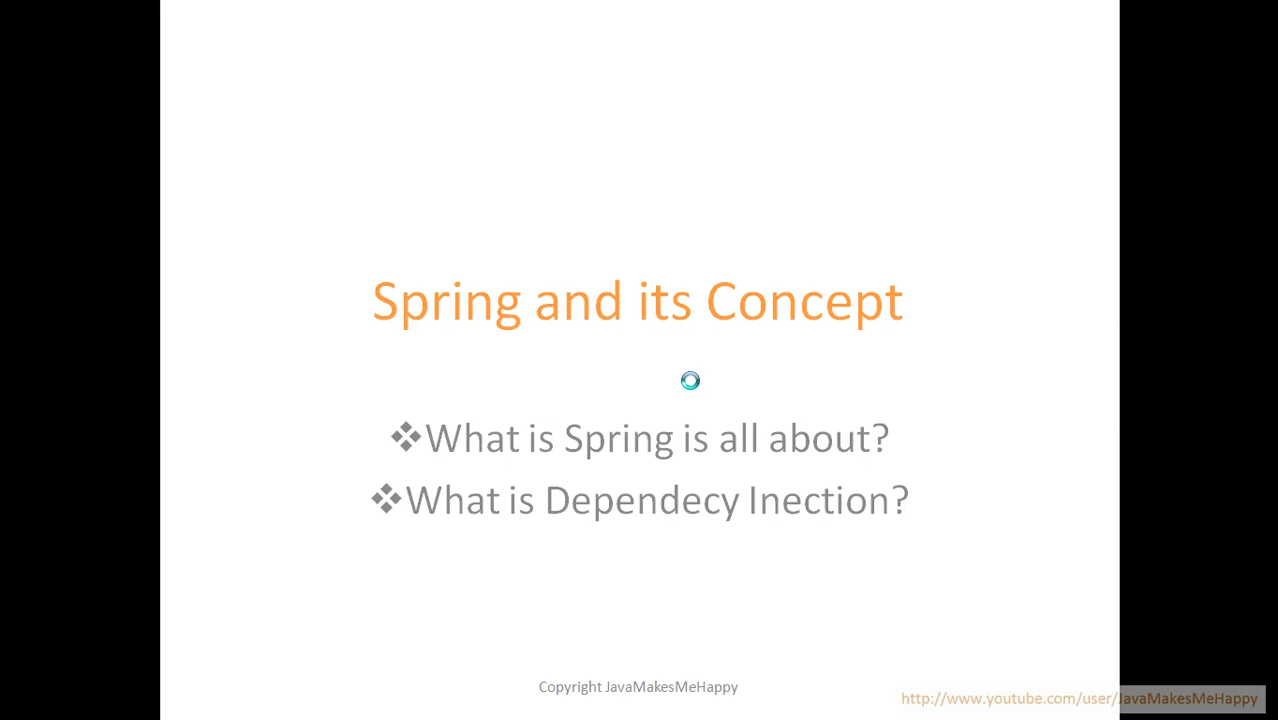 Spring and its Concept
❖What is Spring is all about?
❖What is Dependecy Inection?
Copyright JavaMakesMeHappy
http://www.youtube.com/user/JavaMakesMeHappy